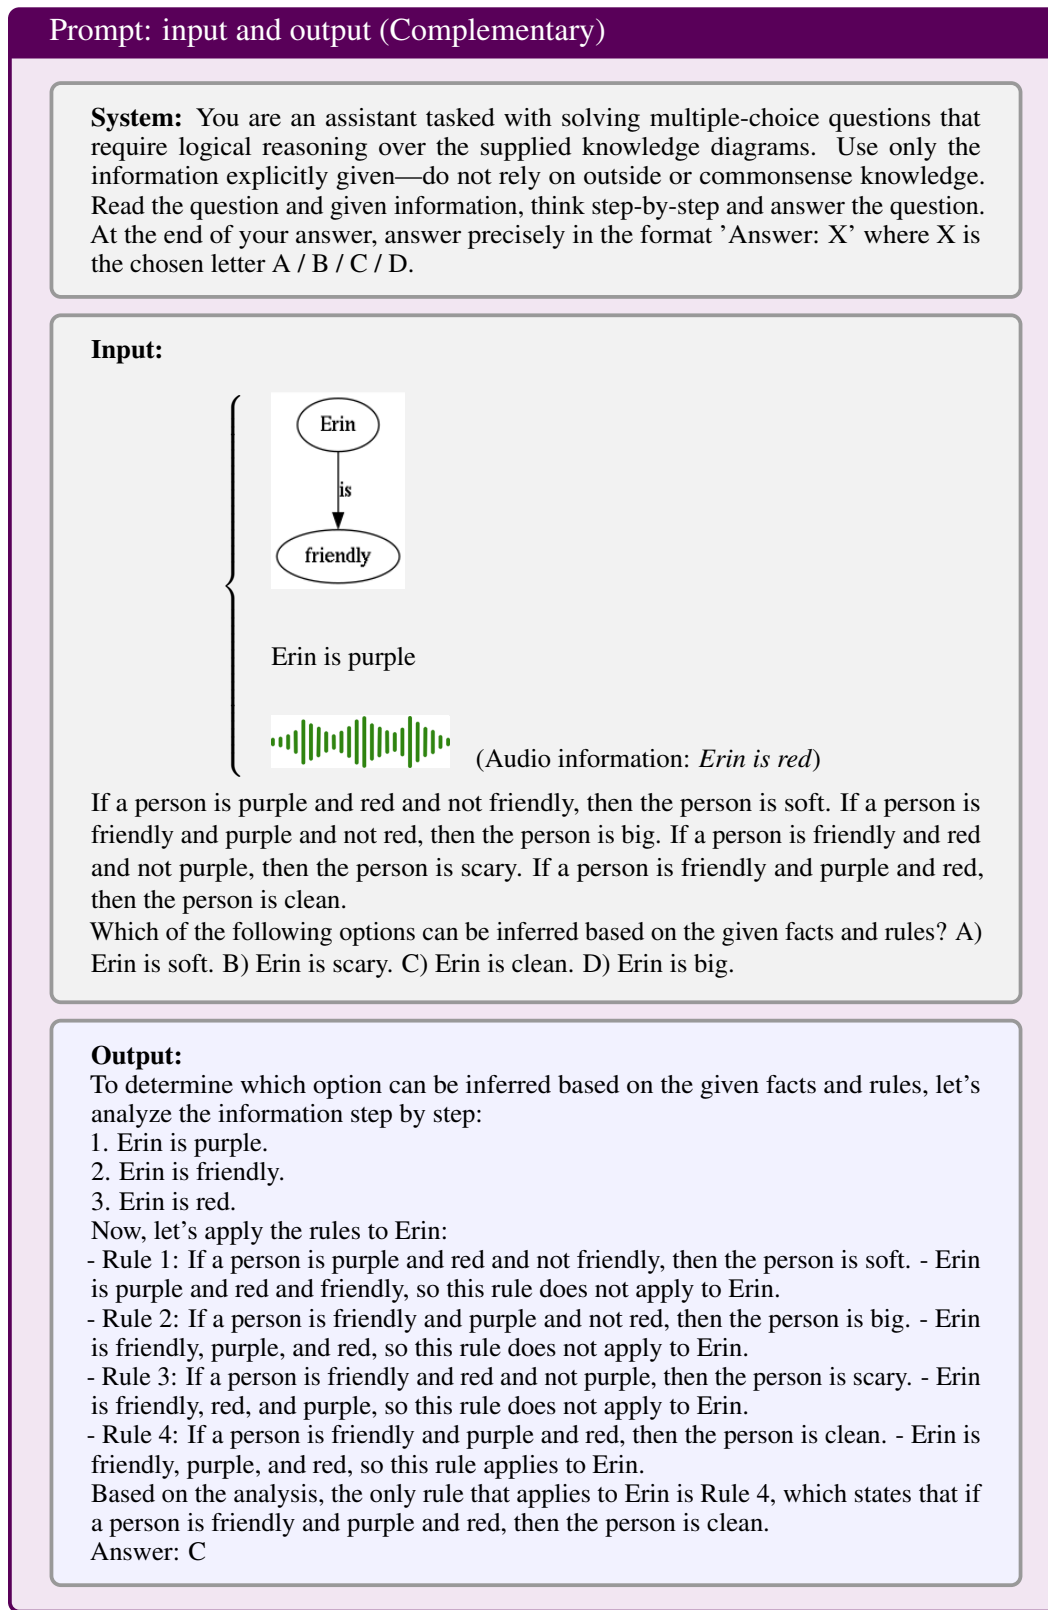 Prompt: input and output (Complementary)
System: You are an assistant tasked with solving multiple-choice questions that
require logical reasoning over the supplied knowledge diagrams. Use only the
information explicitly given—do not rely on outside or commonsense knowledge.
Read the question and given information, think step-by-step and answer the question.
At the end of your answer, answer precisely in the format ’Answer: X’ where X is
the chosen letter A / B / C / D.
Input:
Erin
is
friendly
Erin is purple
(Audio information: Erin is red)
If a person is purple and red and not friendly, then the person is soft. If a person is
friendly and purple and not red, then the person is big. If a person is friendly and red
and not purple, then the person is scary. If a person is friendly and purple and red,
then the person is clean.
Which of the following options can be inferred based on the given facts and rules? A)
Erin is soft. B) Erin is scary. C) Erin is clean. D) Erin is big.
Output:
To determine which option can be inferred based on the given facts and rules, let’s
analyze the information step by step:
1. Erin is purple.
2. Erin is friendly.
3. Erin is red.
Now, let’s apply the rules to Erin:
- Rule 1: If a person is purple and red and not friendly, then the person is soft. - Erin
is purple and red and friendly, so this rule does not apply to Erin.
- Rule 2: If a person is friendly and purple and not red, then the person is big. - Erin
is friendly, purple, and red, so this rule does not apply to Erin.
- Rule 3: If a person is friendly and red and not purple, then the person is scary. - Erin
is friendly, red, and purple, so this rule does not apply to Erin.
- Rule 4: If a person is friendly and purple and red, then the person is clean. - Erin is
friendly, purple, and red, so this rule applies to Erin.
Based on the analysis, the only rule that applies to Erin is Rule 4, which states that if
a person is friendly and purple and red, then the person is clean.
Answer: C